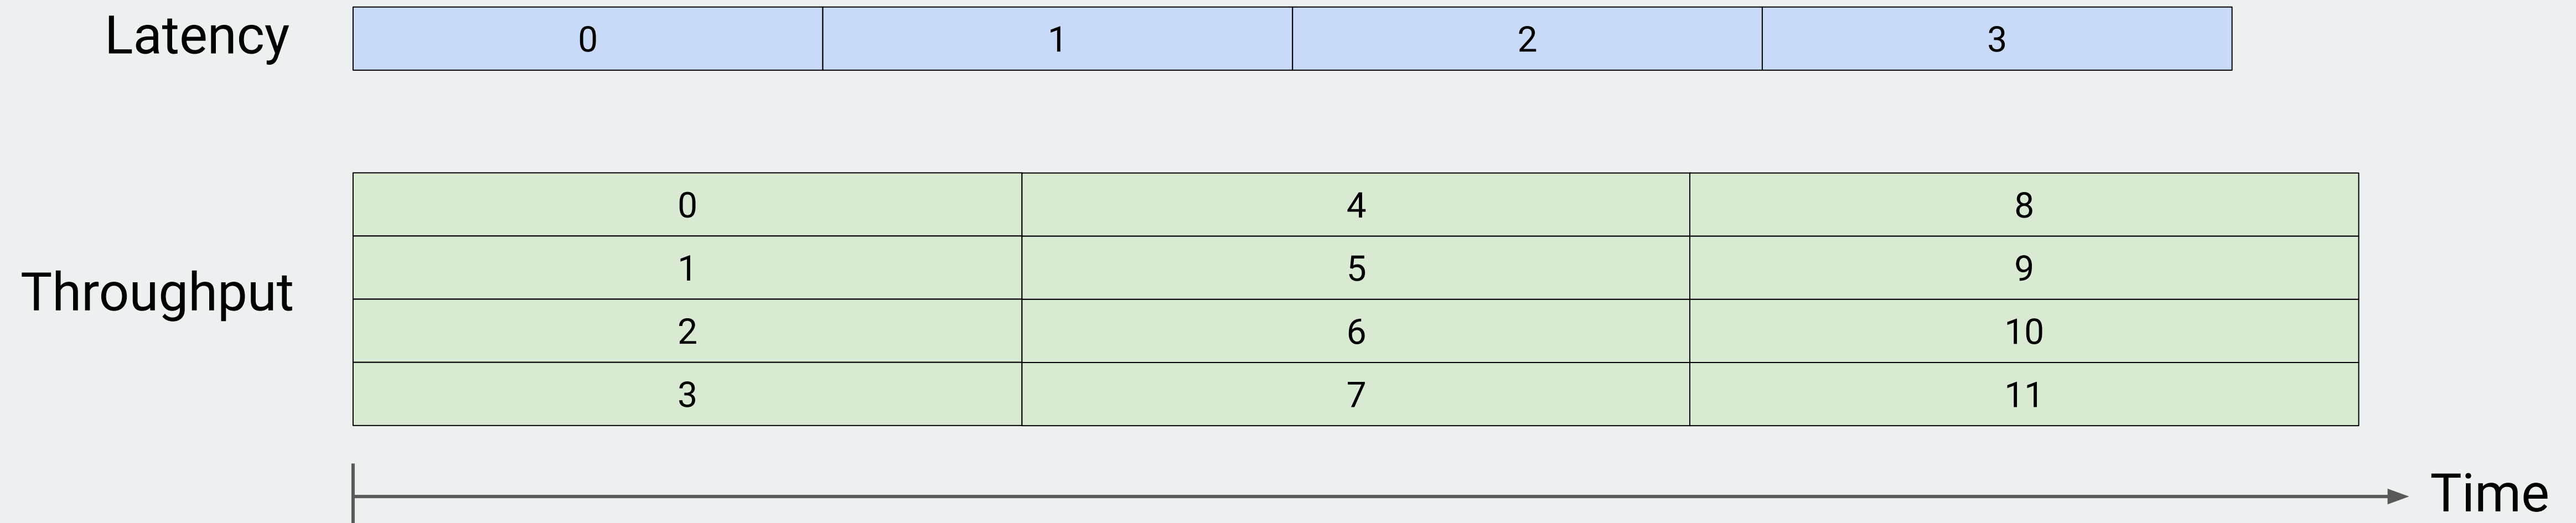 Latency 0 1 2 3
0 4 8
1 5 9
Throughput
2 6 10
3 7 11
Time